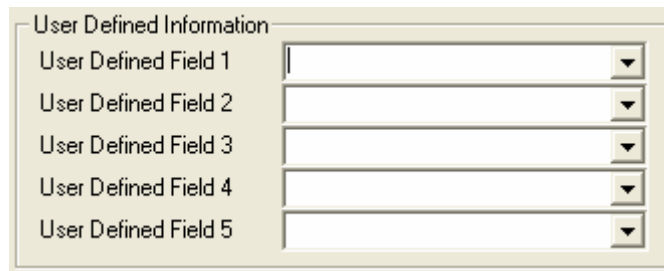 User Defined Information
User Defined Field 1
User Defined Field 2
User Defined Field 3
User Defined Field 4
User Defined Field 5